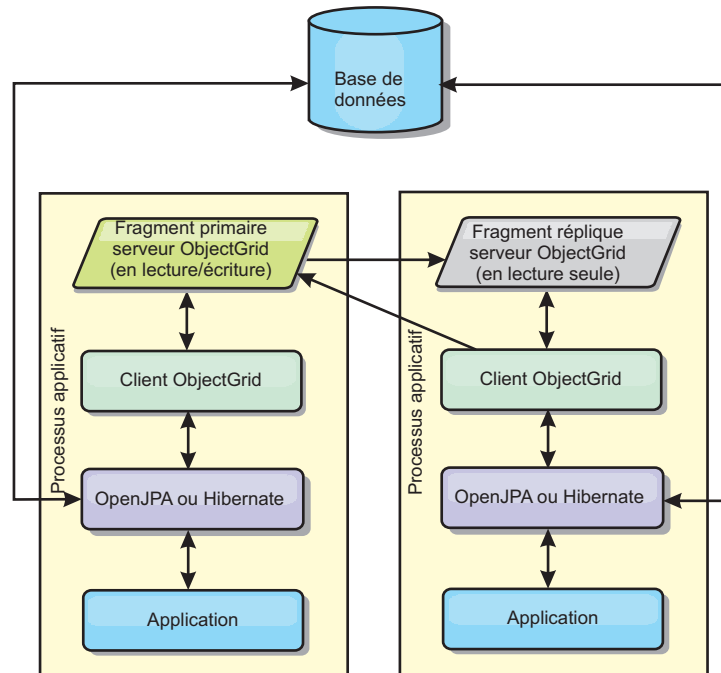 Base de
données
Fragment primaire
serveur ObjectGrid
(en lecture/écriture)
Processus applicatif
Client ObjectGrid
OpenJPA ou Hibernate
Application
Fragment réplique
serveur ObjectGrid
(en lecture seule)
Processus applicatif
Client ObjectGrid
OpenJPA ou Hibernate
Application